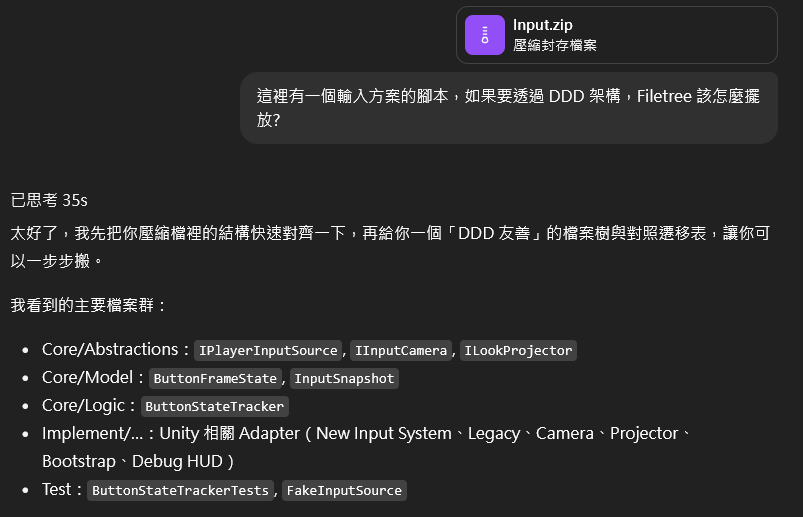 Input.zip
壓縮封存檔案
這裡有一個輸入方案的腳本，如果要透過 DDD 架構，Filetree 該怎麼擺
放?
已思考 35s
太好了，我先把你壓縮檔裡的結構快速對齊一下，再給你一個「DDD 友善」的檔案樹與對照遷移表，讓你可
以一步步搬。
我看到的主要檔案群：
• Core/Abstractions：IPlayerInputSource, IInputCamera, ILookProjector
• Core/Model：ButtonFrameState, InputSnapshot
• Core/Logic：ButtonStateTracker
• Implement/...：Unity 相關 Adapter（New Input System、Legacy、Camera、Projector、
Bootstrap、Debug HUD）
• Test：ButtonStateTrackerTests, FakeInputSource